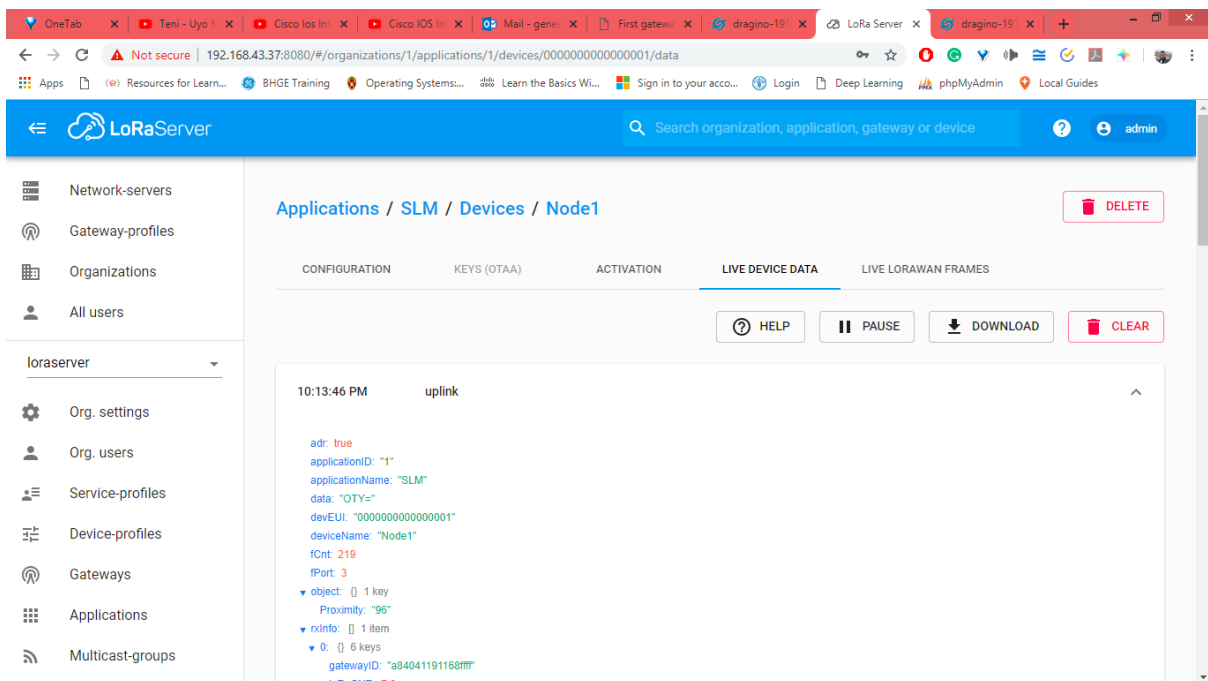 OneTab Teni - Uyo M Cisco Ios Int Cisco IOS In Mail - genes First gatewa dragino-191 LoRa Server dragino-191
Not secure 192.168.43.37:8080/#/organizations/1/applications/1/devices/0000000000000001/data
Apps Resources for Learn... BHGE Training Operating Systems:... Learn the Basics Wi... Sign in to your acco... Login Deep Learning phpMyAdmin Local Guides
LoRaServer Search organization, application, gateway or device ? admin
Network-servers
Gateway-profiles
Organizations
All users
loraserver
Org. settings
Org. users
Service-profiles
Device-profiles
Gateways
Applications
Multicast-groups
Applications / SLM / Devices / Node1 DELETE
CONFIGURATION KEYS (OTAA) ACTIVATION LIVE DEVICE DATA LIVE LORAWAN FRAMES
HELP PAUSE DOWNLOAD CLEAR
10:13:46 PM uplink
adr: true
applicationID: "1"
applicationName: "SLM"
data: "OTY="
devEUI: "0000000000000001"
deviceName: "Node1"
fCnt: 219
fPort: 3
object: {} 1 key
Proximity: "96"
rxInfo: [] 1 item
0: {} 6 keys
gatewayID: "a84041191168ffff"